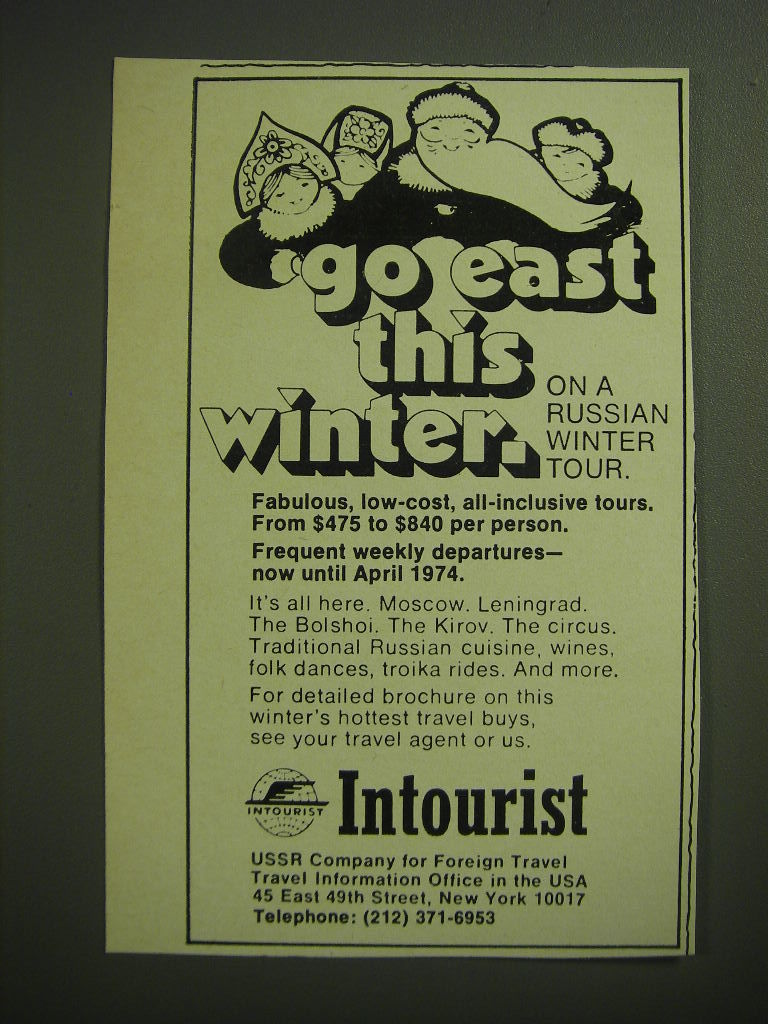 go east
this
winter.
ON A
RUSSIAN
WINTER
TOUR.
Fabulous, low-cost, all-inclusive tours.
From $475 to $840 per person.
Frequent weekly departures—
now until April 1974.
It's all here. Moscow. Leningrad.
The Bolshoi. The Kirov. The circus.
Traditional Russian cuisine, wines,
folk dances, troika rides. And more.
For detailed brochure on this
winter's hottest travel buys,
see your travel agent or us.
INTOURIST
Intourist
USSR Company for Foreign Travel
Travel Information Office in the USA
45 East 49th Street, New York 10017
Telephone: (212) 371-6953